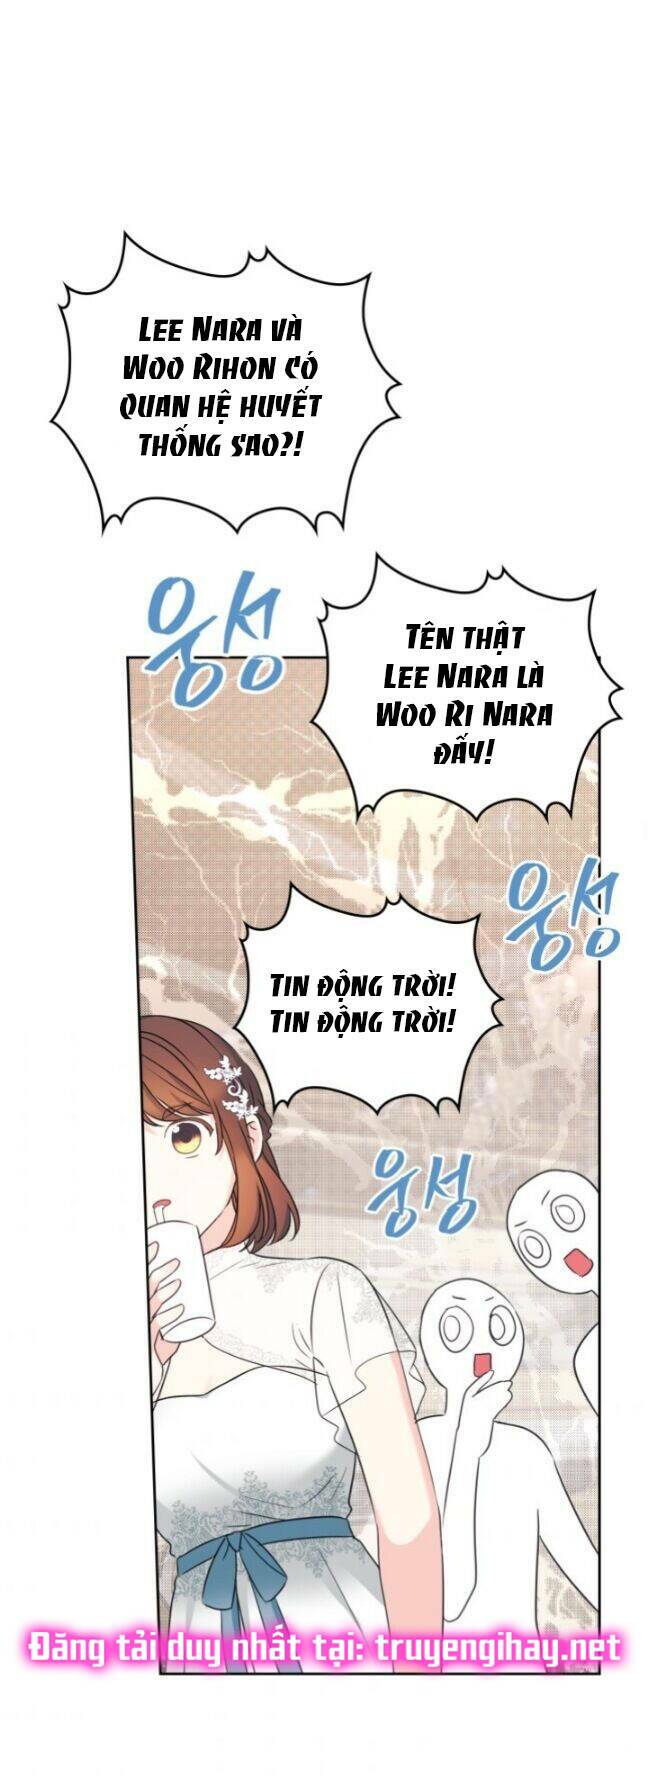 LEE NARA VÀ
WOO RIHON CÓ
QUAN HỆ HUYẾT
THỐNG SAO?!
웅성
TÊN THẬT
LEE NARA LÀ
WOO RI NARA
ĐẤY!
웅성
TIN ĐỘNG TRỜI!
TIN ĐỘNG TRỜI!
웅성
Đăng tải duy nhất tại: truyengihay.net